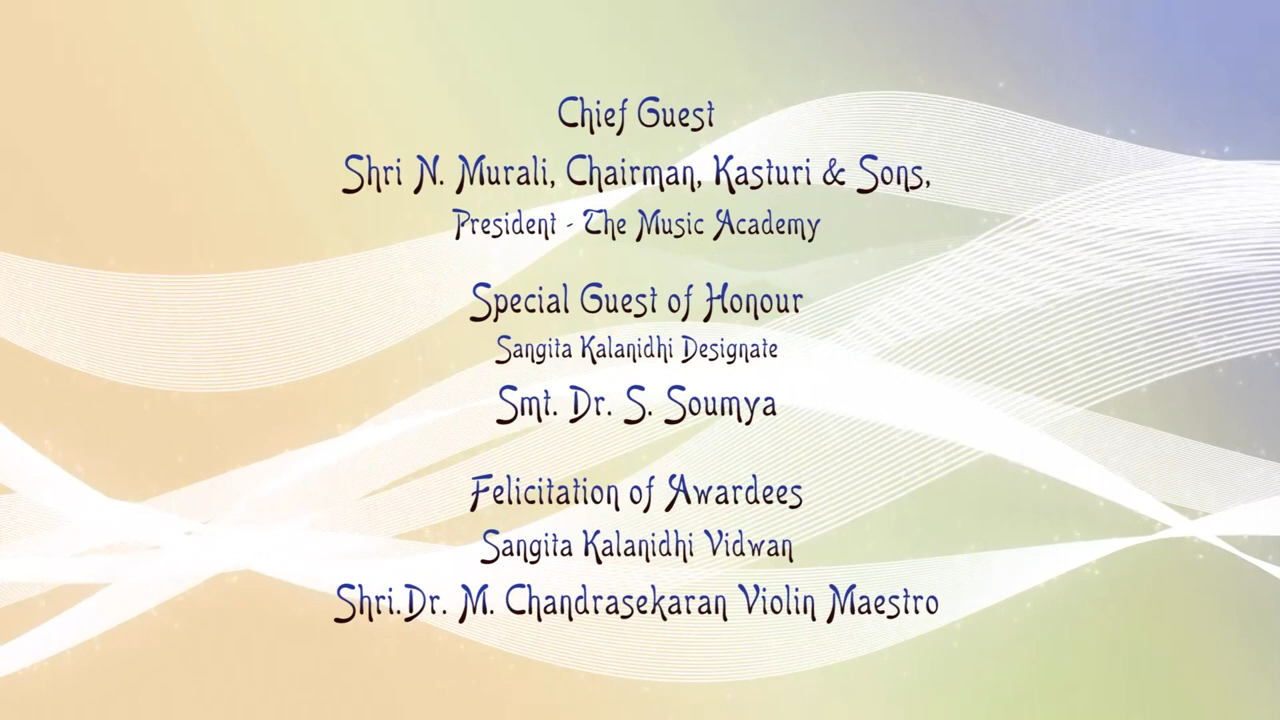 Chief Guest
Shri N. Murali, Chairman, Kasturi & Sons,
President - The Music Academy
Special Guest of Honour
Sangita Kalanidhi Designate
Smt. Dr. S. Soumya
Felicitation of Awardees
Sangita Kalanidhi Vidwan
Shri.Dr. M. Chandrasekaran Violin Maestro